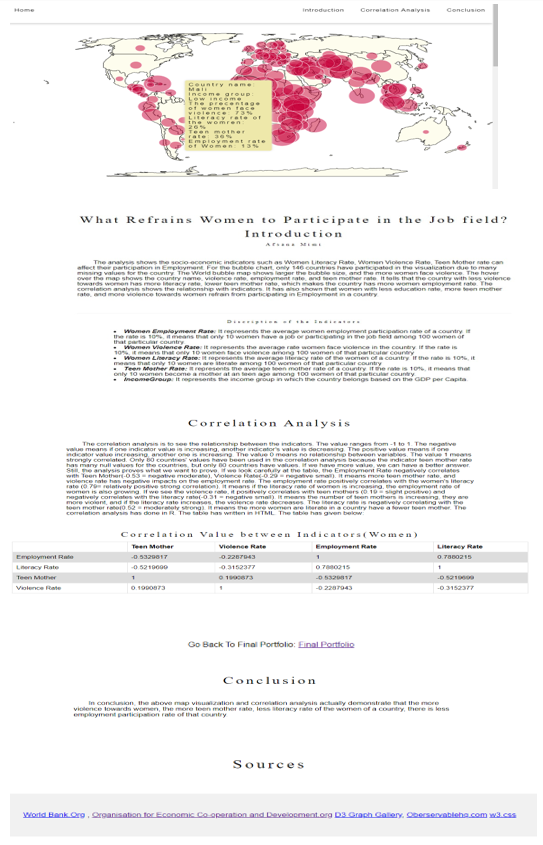 Home Introduction Correlation Analysis Conclusion
Country name:
Mali
Income group:
Low income
The precentage
of women face
violence: 73%
Literacy rate of
the women:
26%
Teen mother
rate: 36%
Employment rate
of Women: 13%
What Refrains Women to Participate in the Job field?
Introduction
Afsana Mimi
The analysis shows the socio-economic indicators such as Women Literacy Rate, Women Violence Rate, Teen Mother rate can
affect their participation in Employment. For the bubble chart, only 146 countries have participated in the visualization due to many
missing values for the country. The World bubble map shows larger the bubble size, and the more women face violence. The hover
over the map shows the country name, violence rate, employment rate, and teen mother rate. It tells that the country with less violence
towards women has more literacy rate, lower teen mother rate, which makes the country has more women employment rate. The
correlation analysis shows the relationship with indicators. It has also shown that women with less education rate, more teen mother
rate, and more violence towards women refrain from participating in Employment in a country.
Discription of the Indicators
• Women Employment Rate: It represents the average women employment participation rate of a country. If
the rate is 10%, it means that only 10 women have a job or participating in the job field among 100 women of
that particular country
• Women Violence Rate: It represents the average rate women face violence in the country. If the rate is
10%, it means that only 10 women face violence among 100 women of that particular country
• Women Literacy Rate: It represents the average literacy rate of the women of a country. If the rate is 10%, it
means that only 10 women are literate among 100 women of that particular country
• Teen Mother Rate: It represents the average teen mother rate of a country. If the rate is 10%, it means that
only 10 women become a mother at an teen age among 100 women of that particular country
• IncomeGroup: It represents the income group in which the country belongs based on the GDP per Capita.
Correlation Analysis
The correlation analysis is to see the relationship between the indicators. The value ranges from -1 to 1. The negative
value means if one indicator value is increasing, another indicator's value is decreasing. The positive value means if one
indicator value increasing, another one is increasing. The value 0 means no relationship between variables. The value 1 means
strongly correlated. Only 80 countries' values have been used in the correlation analysis because the indicator teen mother rate
has many null values for the countries, but only 80 countries have values. If we have more value, we can have a better answer.
Still, the analysis proves what we want to prove. If we look carefully at the table, the Employment Rate negatively correlates
with Teen Mother(-0.53 = negative moderate), Violence Rate(-0.29 = negative small). It means more teen mother rate, and
violence rate has negative impacts on the employment rate. The employment rate positively correlates with the women's literacy
rate (0.79= relatively positive strong correlation). It means if the literacy rate of women is increasing, the employment rate of
women is also growing. If we see the violence rate, it positively correlates with teen mothers (0.19 = slight positive) and
negatively correlates with the literacy rate(-0.31 = negative small). It means the number of teen mothers is increasing, they are
more violent, and if the literacy rate increases, the violence rate decreases. The literacy rate is negatively correlating with the
teen mother rate(0.52 = moderately strong). It means the more women are literate in a country have a fewer teen mother. The
correlation analysis has done in R. The table has written in HTML. The table has given below:
Correlation Value between Indicators(Women)
Teen Mother Violence Rate Employment Rate Literacy Rate
Employment Rate -0.5329817 -0.2287943 1 0.7880215
Literacy Rate -0.5219699 -0.3152377 0.7880215 1
Teen Mother 1 0.1990873 -0.5329817 -0.5219699
Violence Rate 0.1990873 1 -0.2287943 -0.3152377
Go Back To Final Portfolio: Final Portfolio
Conclusion
In conclusion, the above map visualization and correlation analysis actually demonstrate that the more
violence towards women, the more teen mother rate, less literacy rate of the women of a country, there is less
employment participation rate of that country
Sources
World Bank.Org , Organisation for Economic Co-operation and Development.org D3 Graph Gallery, Oberservablehq.com w3.css